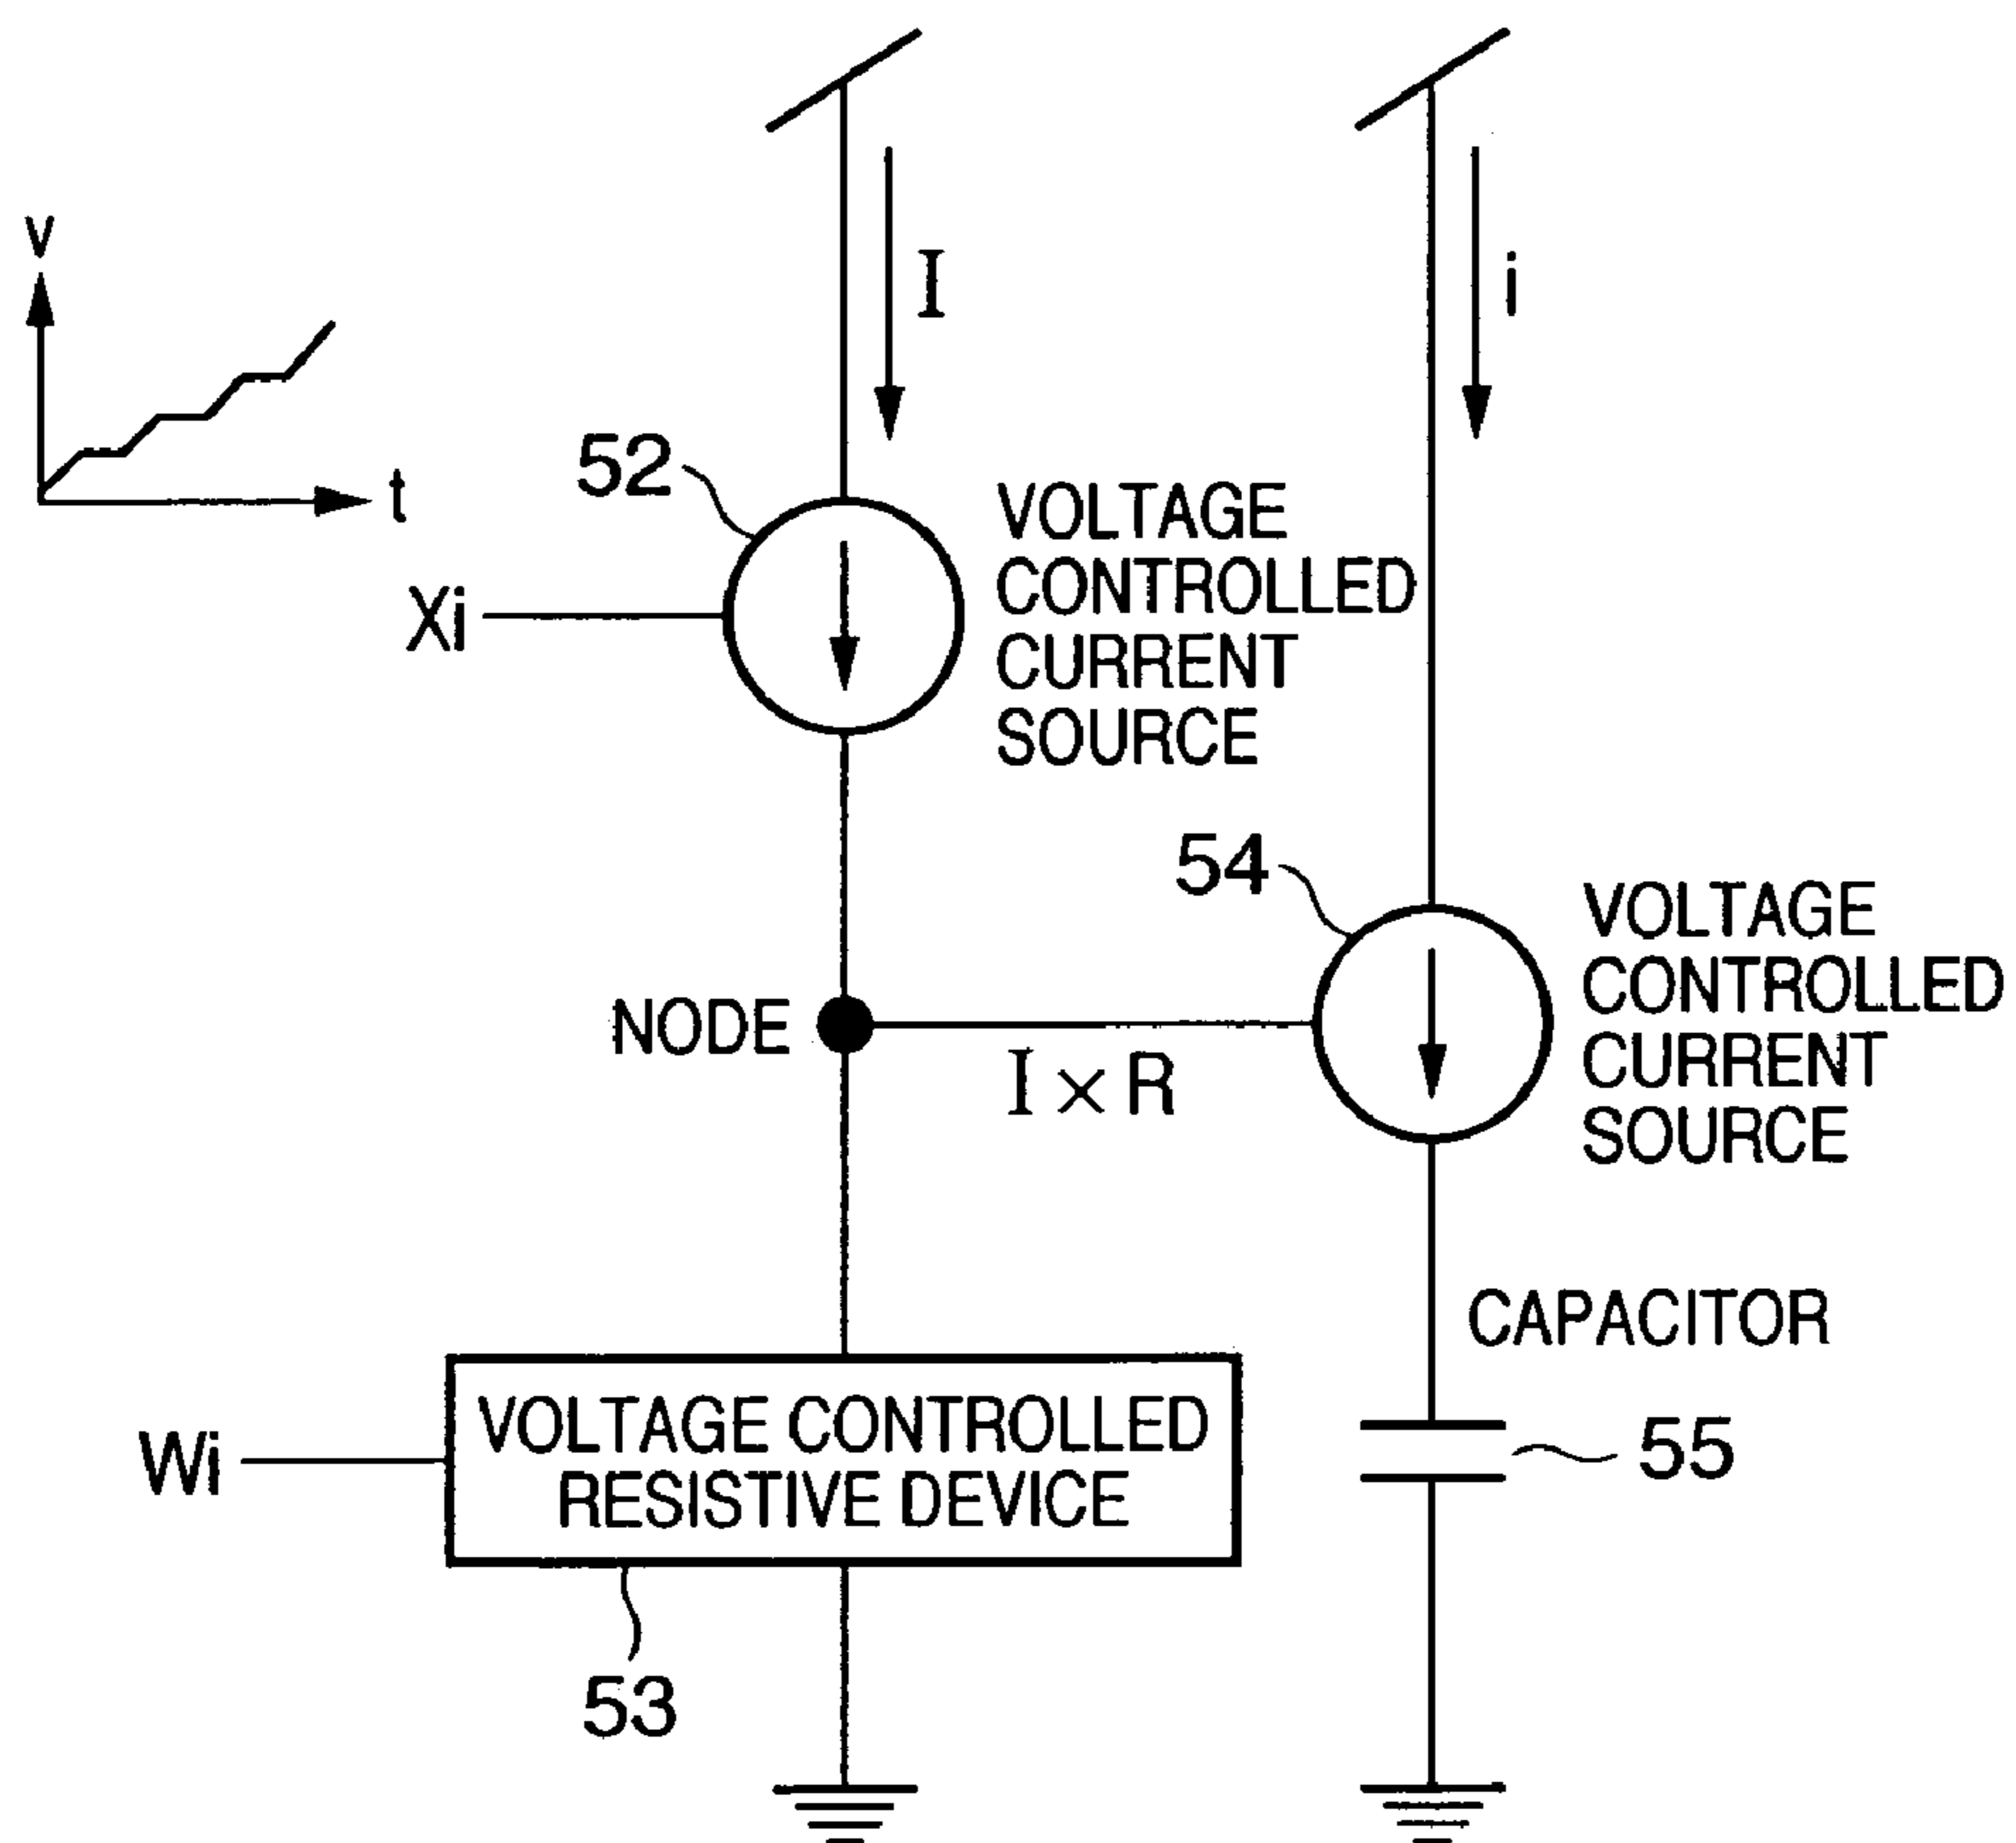 v
I
i
52
t
VOLTAGE
CONTROLLED
CURRENT
SOURCE
Xi
54
VOLTAGE
CONTROLLED
CURRENT
SOURCE
NODE
I × R
CAPACITOR
Wi
VOLTAGE CONTROLLED
RESISTIVE DEVICE
55
53